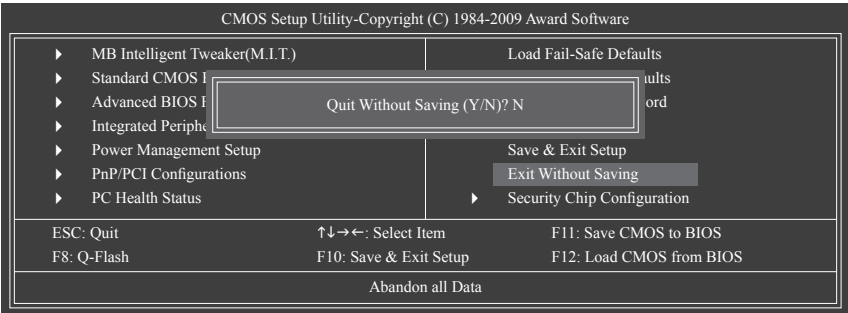 CMOS Setup Utility-Copyright (C) 1984-2009 Award Software
MB Intelligent Tweaker(M.I.T.)
Load Fail-Safe Defaults
Standard CMOS
Advanced BIOS
Integrated
Quit Without Saving (Y/N)? N
Power Management Setup
Save & Exit Setup
PnP/PCI Configurations
Exit Without Saving
PC Health Status
Security Chip Configuration
ESC: Quit
↑↓→←: Select Item
F11: Save CMOS to BIOS
F8: Q-Flash
F10: Save & Exit Setup
F12: Load CMOS from BIOS
Abandon all Data